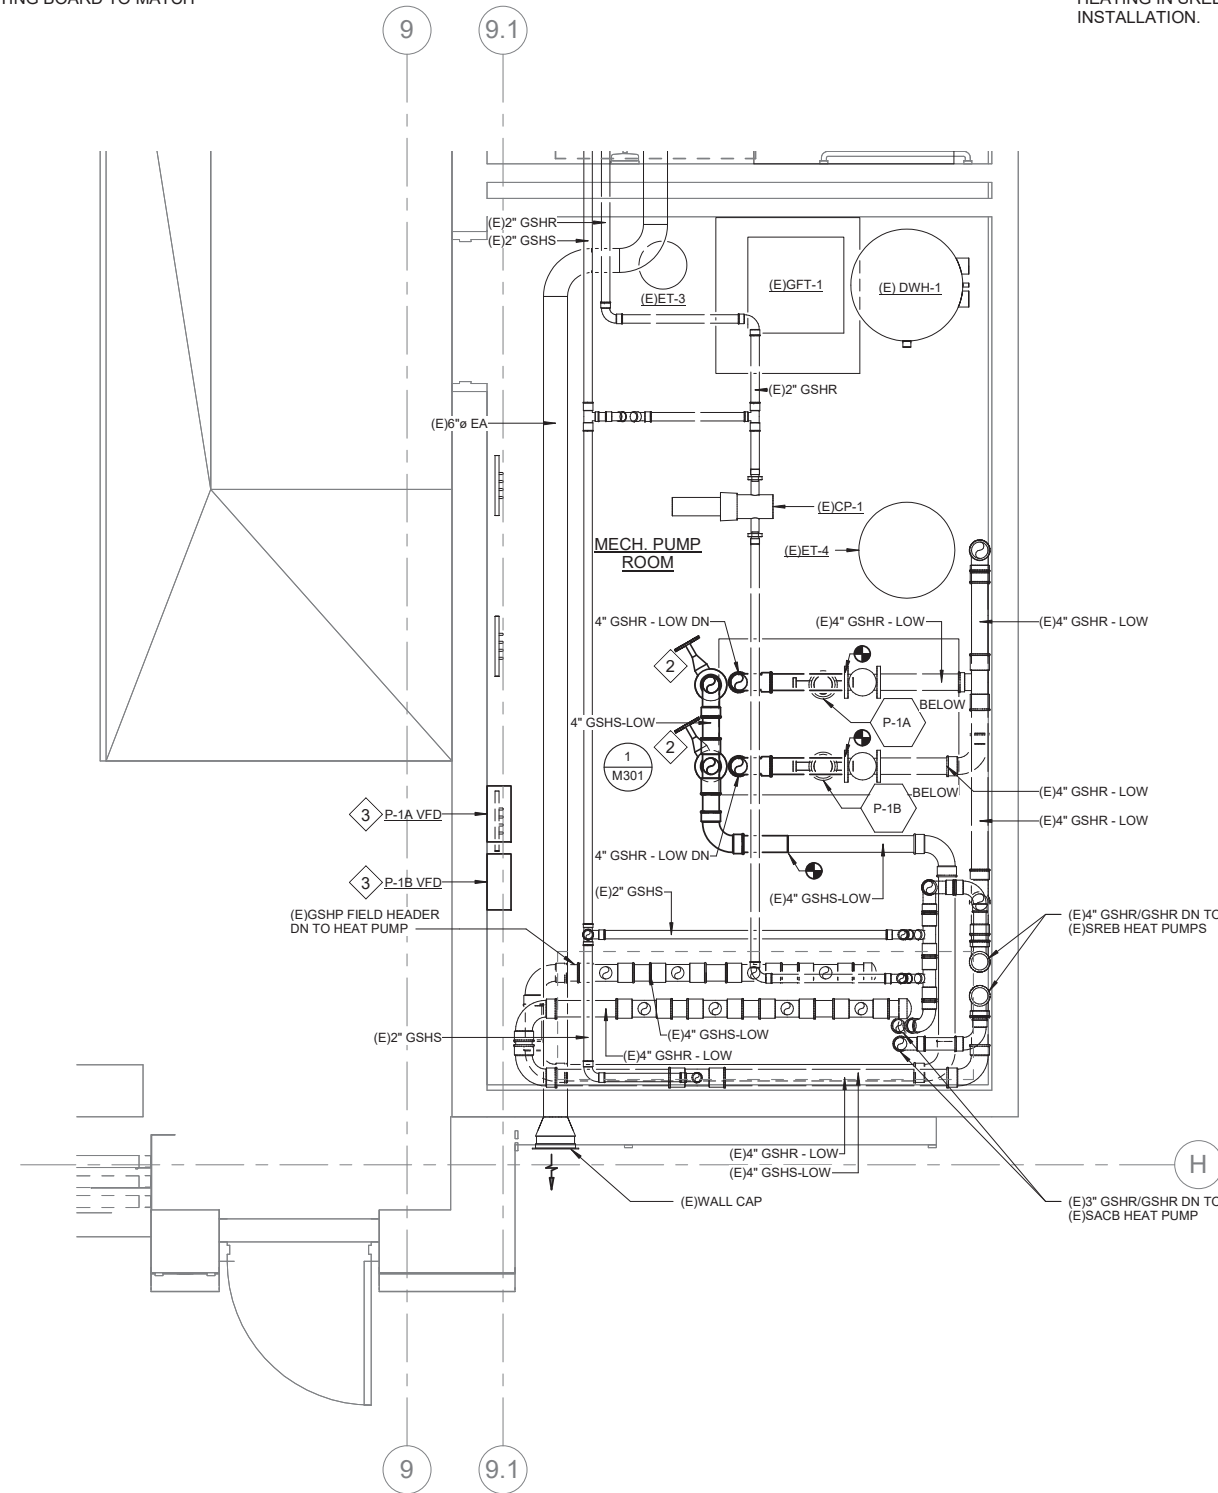 TING BOARD TO MATCH
INSTALLATION.
9
9.1
(E)2" GSHR
(E)2" GSHS
(E)ET-3
(E)GFT-1
(E) DWH-1
(E)2" GSHR
(E)6"ø EA
(E)CP-1
MECH. PUMP
ROOM
(E)ET-4
4" GSHR - LOW DN
(E)4" GSHR - LOW
(E)4" GSHR - LOW
2
BELOW
4" GSHS-LOW
P-1A
2
1
M301
BELOW
(E)4" GSHR - LOW
P-1B
3
P-1A VFD
(E)4" GSHR - LOW
4" GSHR - LOW DN
3
P-1B VFD
(E)2" GSHS
(E)4" GSHS-LOW
(E)GSHP FIELD HEADER
DN TO HEAT PUMP
(E)4" GSHR/GSHR DN TO
(E)SREB HEAT PUMPS
(E)2" GSHS
(E)4" GSHS-LOW
(E)4" GSHR - LOW
(E)4" GSHR - LOW
(E)4" GSHS-LOW
H
(E)WALL CAP
(E)3" GSHR/GSHR DN TO
(E)SACB HEAT PUMP
9
9.1